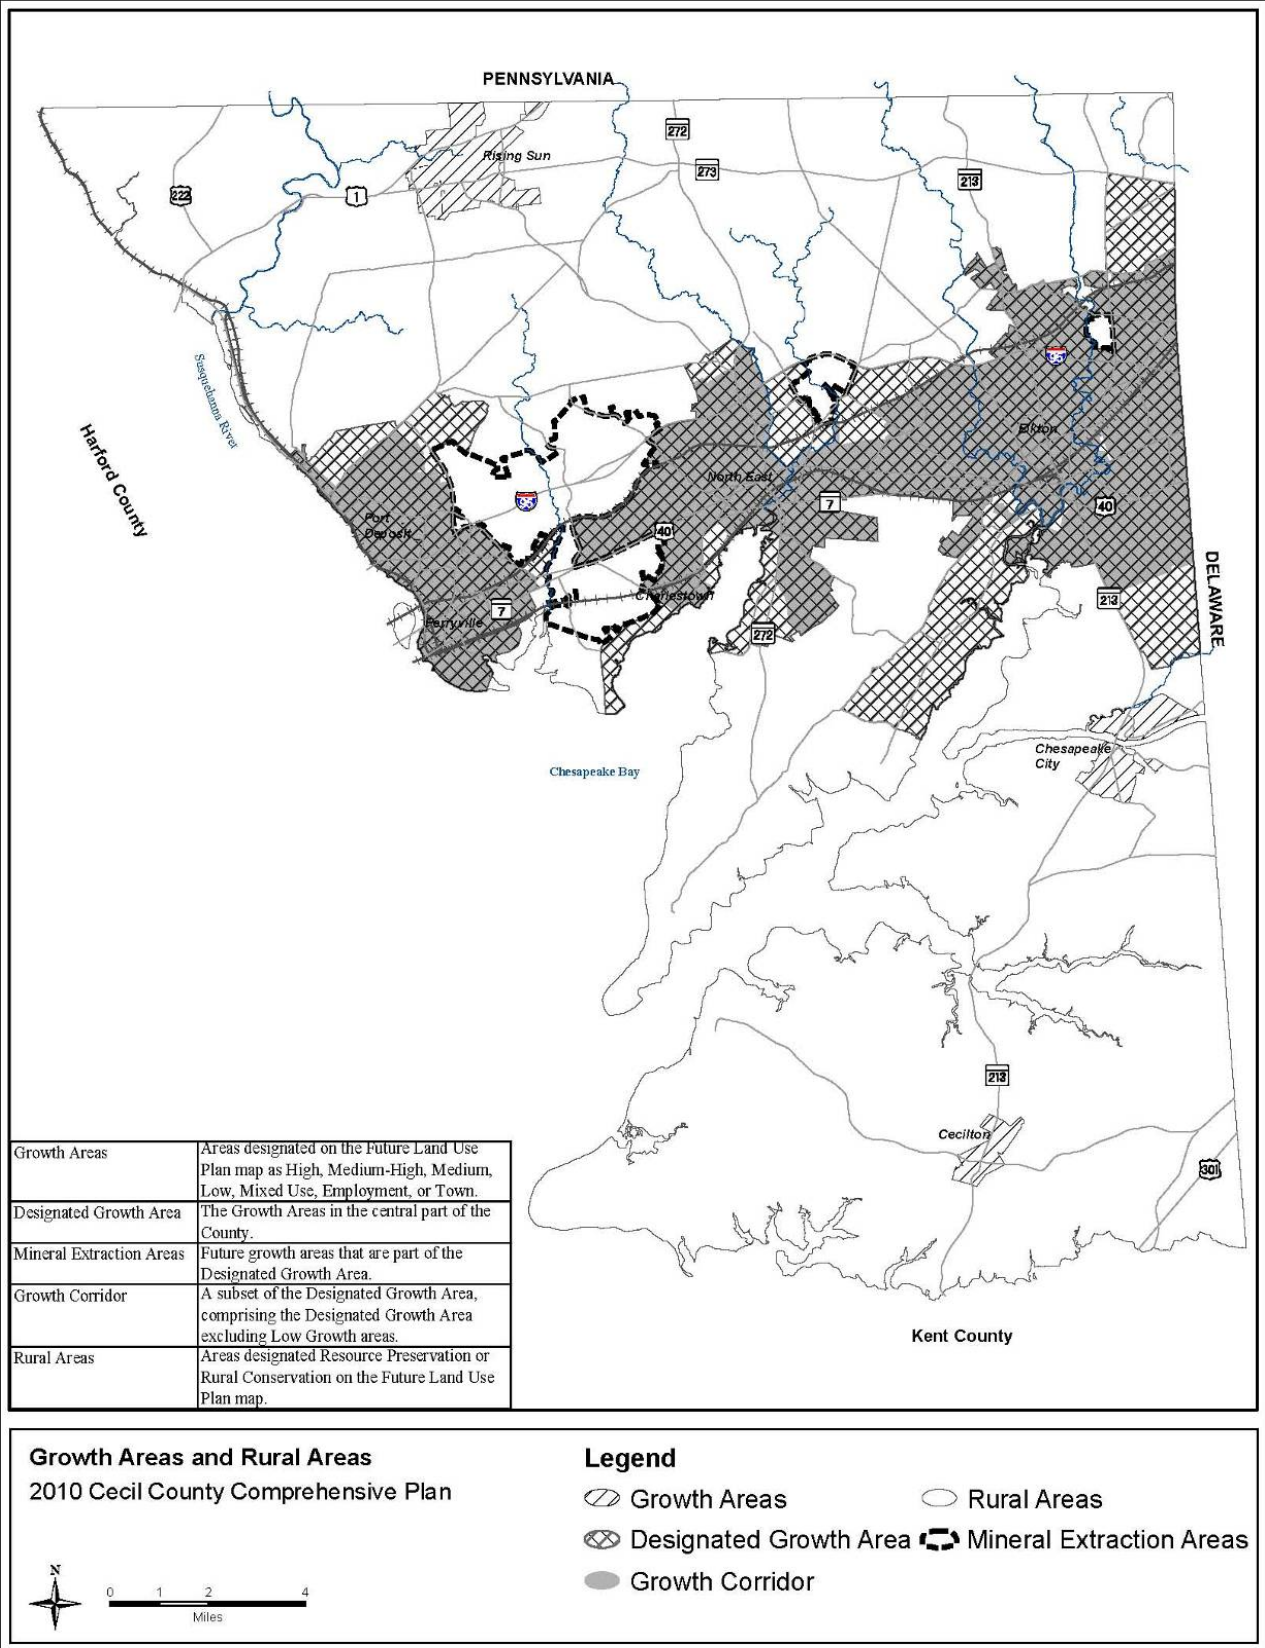 PENNSYLVANIA
272
Rising Sun
273
213
222
1
95
Susquehanna River
Harford County
Elkton
North East
95
7
40
Port
Deposit
40
DELAWARE
Charlestown
213
7
Perryville
272
Chesapeake
City
Chesapeake Bay
213
Cecilton
301
Growth Areas
Areas designated on the Future Land Use
Plan map as High, Medium-High, Medium,
Low, Mixed Use, Employment, or Town.
Designated Growth Area
The Growth Areas in the central part of the
County.
Mineral Extraction Areas
Future growth areas that are part of the
Designated Growth Area.
Growth Corridor
A subset of the Designated Growth Area,
comprising the Designated Growth Area
excluding Low Growth areas.
Rural Areas
Areas designated Resource Preservation or
Rural Conservation on the Future Land Use
Plan map.
Kent County
Growth Areas and Rural Areas
2010 Cecil County Comprehensive Plan
N
0 1 2 4
Miles
Legend
Growth Areas
Rural Areas
Designated Growth Area
Mineral Extraction Areas
Growth Corridor